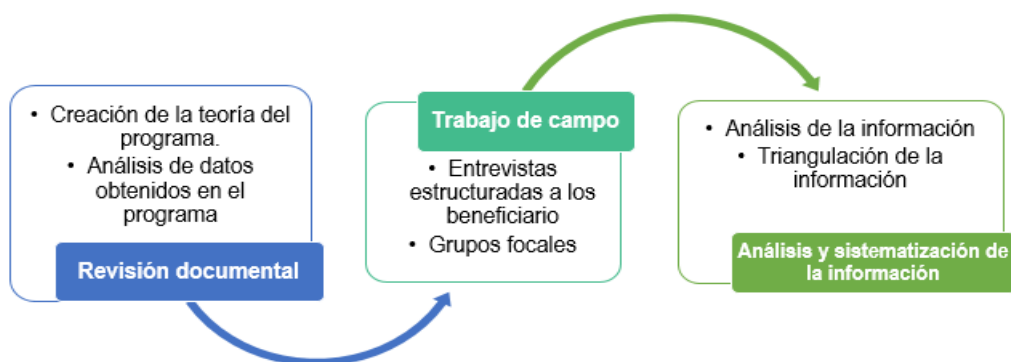 • Creación de la teoría del
programa.
• Análisis de datos
obtenidos en el
programa
Revisión documental
Trabajo de campo
• Entrevistas
estructuradas a los
beneficiario
• Grupos focales
• Análisis de la información
• Triangulación de la
información
Análisis y sistematización de
la información